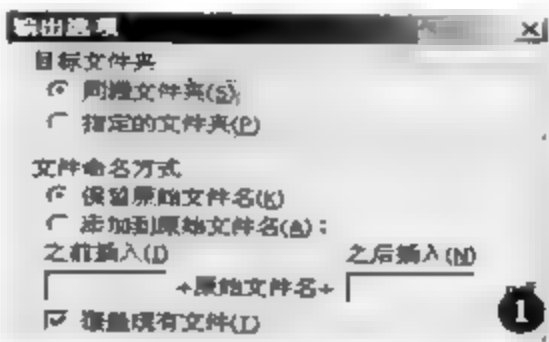 输出选项
目标文件夹
同源文件夹(S)
指定的文件夹(P)
文件命名方式
保留原始文件名(K)
添加到原始文件名(A):
之前插入(I) 之后插入(N)
+原始文件名+
覆盖现有文件(I)
1